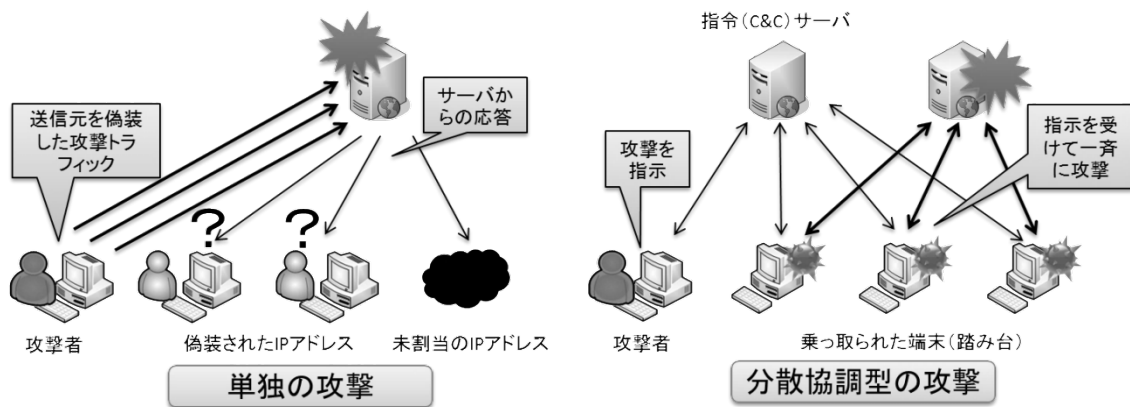 送信元を偽装
した攻撃トラ
フィック
サーバか
らの応答
?
?
攻撃者
偽装されたIPアドレス
未割当のIPアドレス
単独の攻撃
指令(C&C)サーバ
攻撃を
指示
指示を受
けて一斉
に攻撃
攻撃者
乗っ取られた端末(踏み台)
分散協調型の攻撃